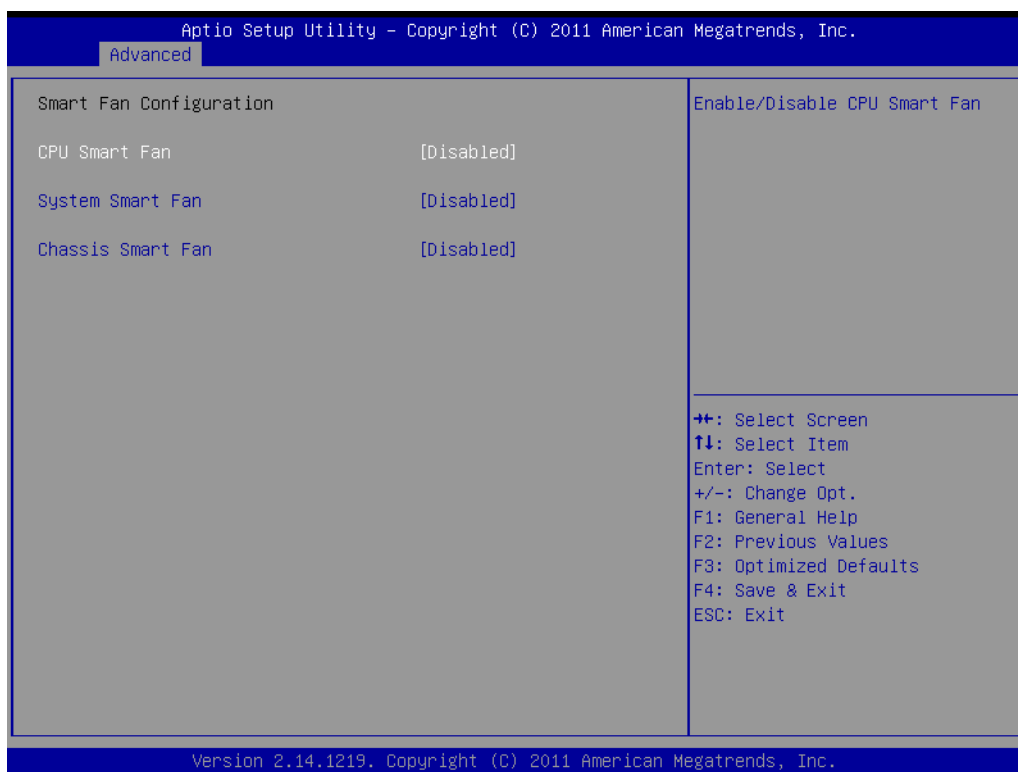 Aptio Setup Utility – Copyright (C) 2011 American Megatrends, Inc.
Advanced
Smart Fan Configuration
CPU Smart Fan [Disabled]
System Smart Fan [Disabled]
Chassis Smart Fan [Disabled]
Enable/Disable CPU Smart Fan
→←: Select Screen
↑↓: Select Item
Enter: Select
+/-: Change Opt.
F1: General Help
F2: Previous Values
F3: Optimized Defaults
F4: Save & Exit
ESC: Exit
Version 2.14.1219. Copyright (C) 2011 American Megatrends, Inc.